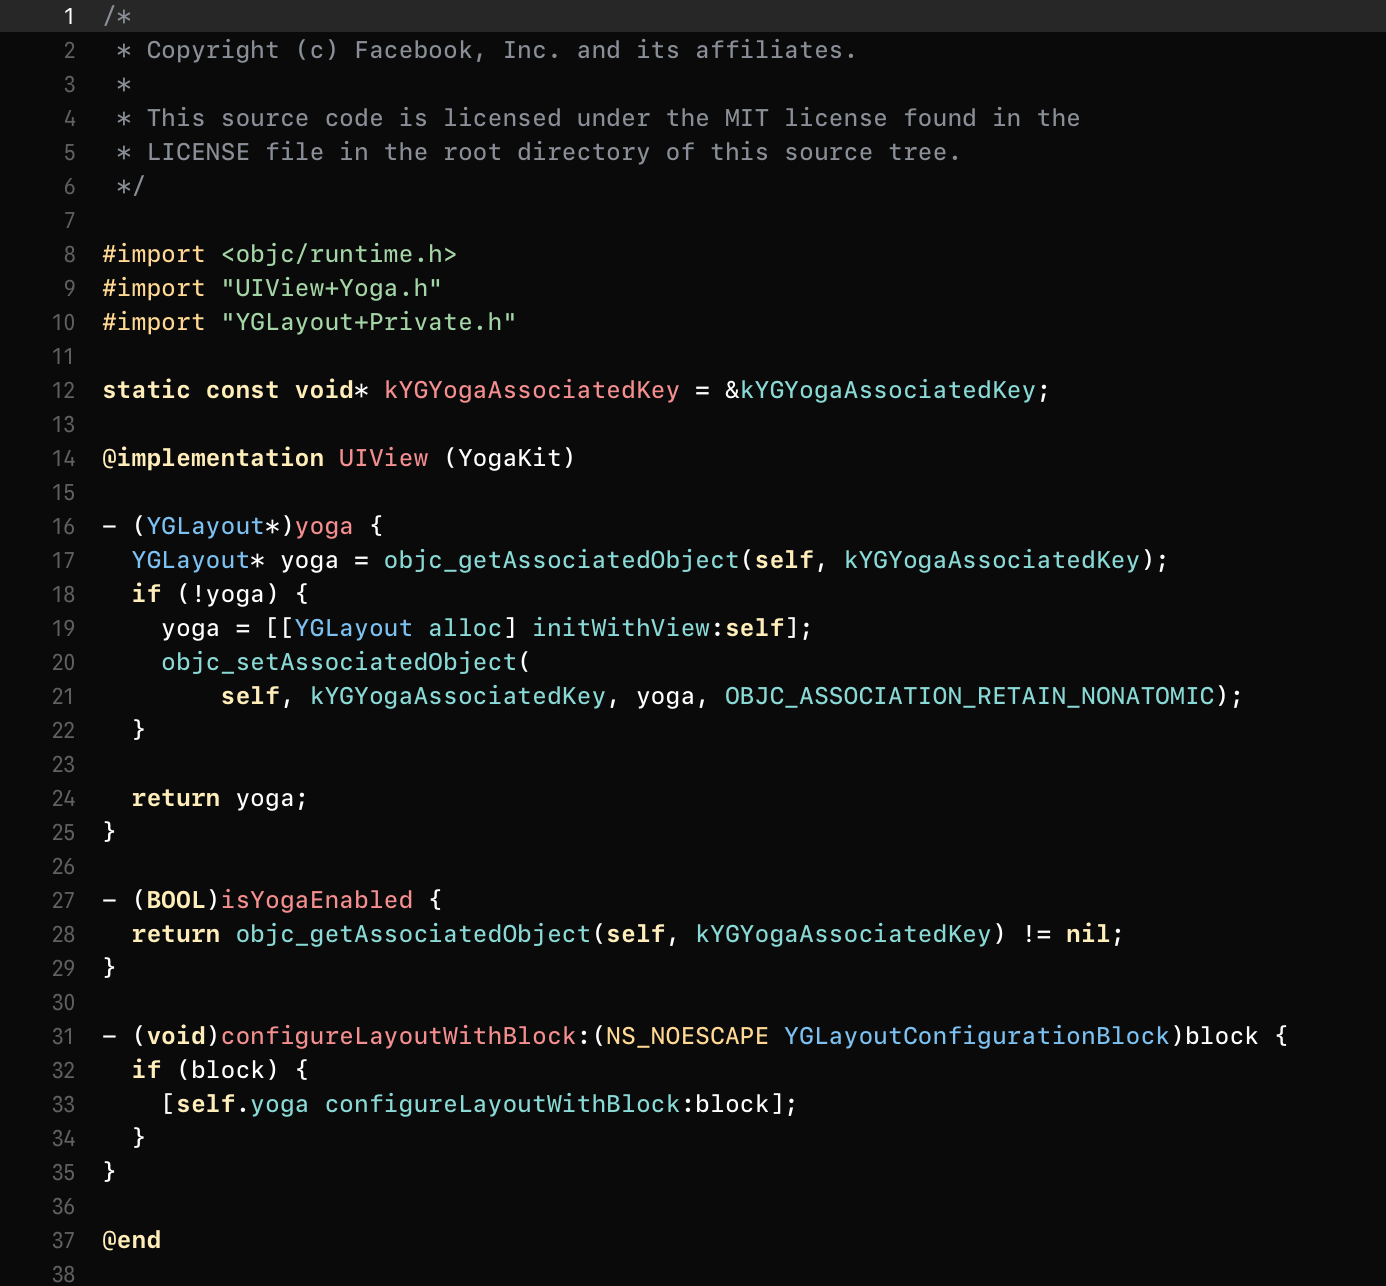 1 /*
2  * Copyright (c) Facebook, Inc. and its affiliates.
3  *
4  * This source code is licensed under the MIT license found in the
5  * LICENSE file in the root directory of this source tree.
6  */
7
8 #import <objc/runtime.h>
9 #import "UIView+Yoga.h"
10 #import "YGLayout+Private.h"
11
12 static const void* kYGYogaAssociatedKey = &kYGYogaAssociatedKey;
13
14 @implementation UIView (YogaKit)
15
16 - (YGLayout*)yoga {
17   YGLayout* yoga = objc_getAssociatedObject(self, kYGYogaAssociatedKey);
18   if (!yoga) {
19     yoga = [[YGLayout alloc] initWithView:self];
20     objc_setAssociatedObject(
21         self, kYGYogaAssociatedKey, yoga, OBJC_ASSOCIATION_RETAIN_NONATOMIC);
22   }
23
24   return yoga;
25 }
26
27 - (BOOL)isYogaEnabled {
28   return objc_getAssociatedObject(self, kYGYogaAssociatedKey) != nil;
29 }
30
31 - (void)configureLayoutWithBlock:(NS_NOESCAPE YGLayoutConfigurationBlock)block {
32   if (block) {
33     [self.yoga configureLayoutWithBlock:block];
34   }
35 }
36
37 @end
38